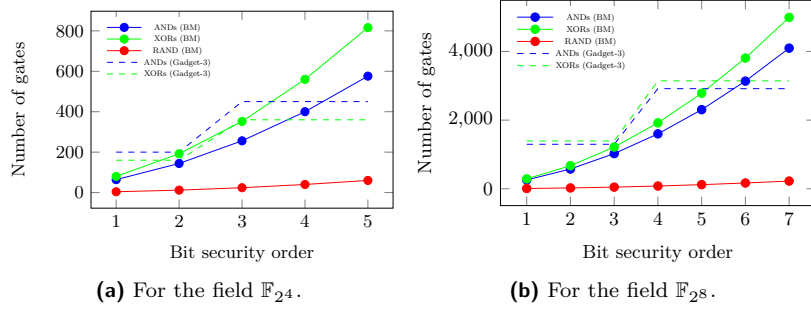 ANDs (BM)
XORs (BM)
RAND (BM)
ANDs (Gadget-3)
XORs (Gadget-3)
Number of gates
800
600
400
200
0
1 2 3 4 5
Bit security order
(a) For the field 𝔽₂⁴.
ANDs (BM)
XORs (BM)
RAND (BM)
ANDs (Gadget-3)
XORs (Gadget-3)
Number of gates
4,000
2,000
0
1 2 3 4 5 6 7
Bit security order
(b) For the field 𝔽₂⁸.